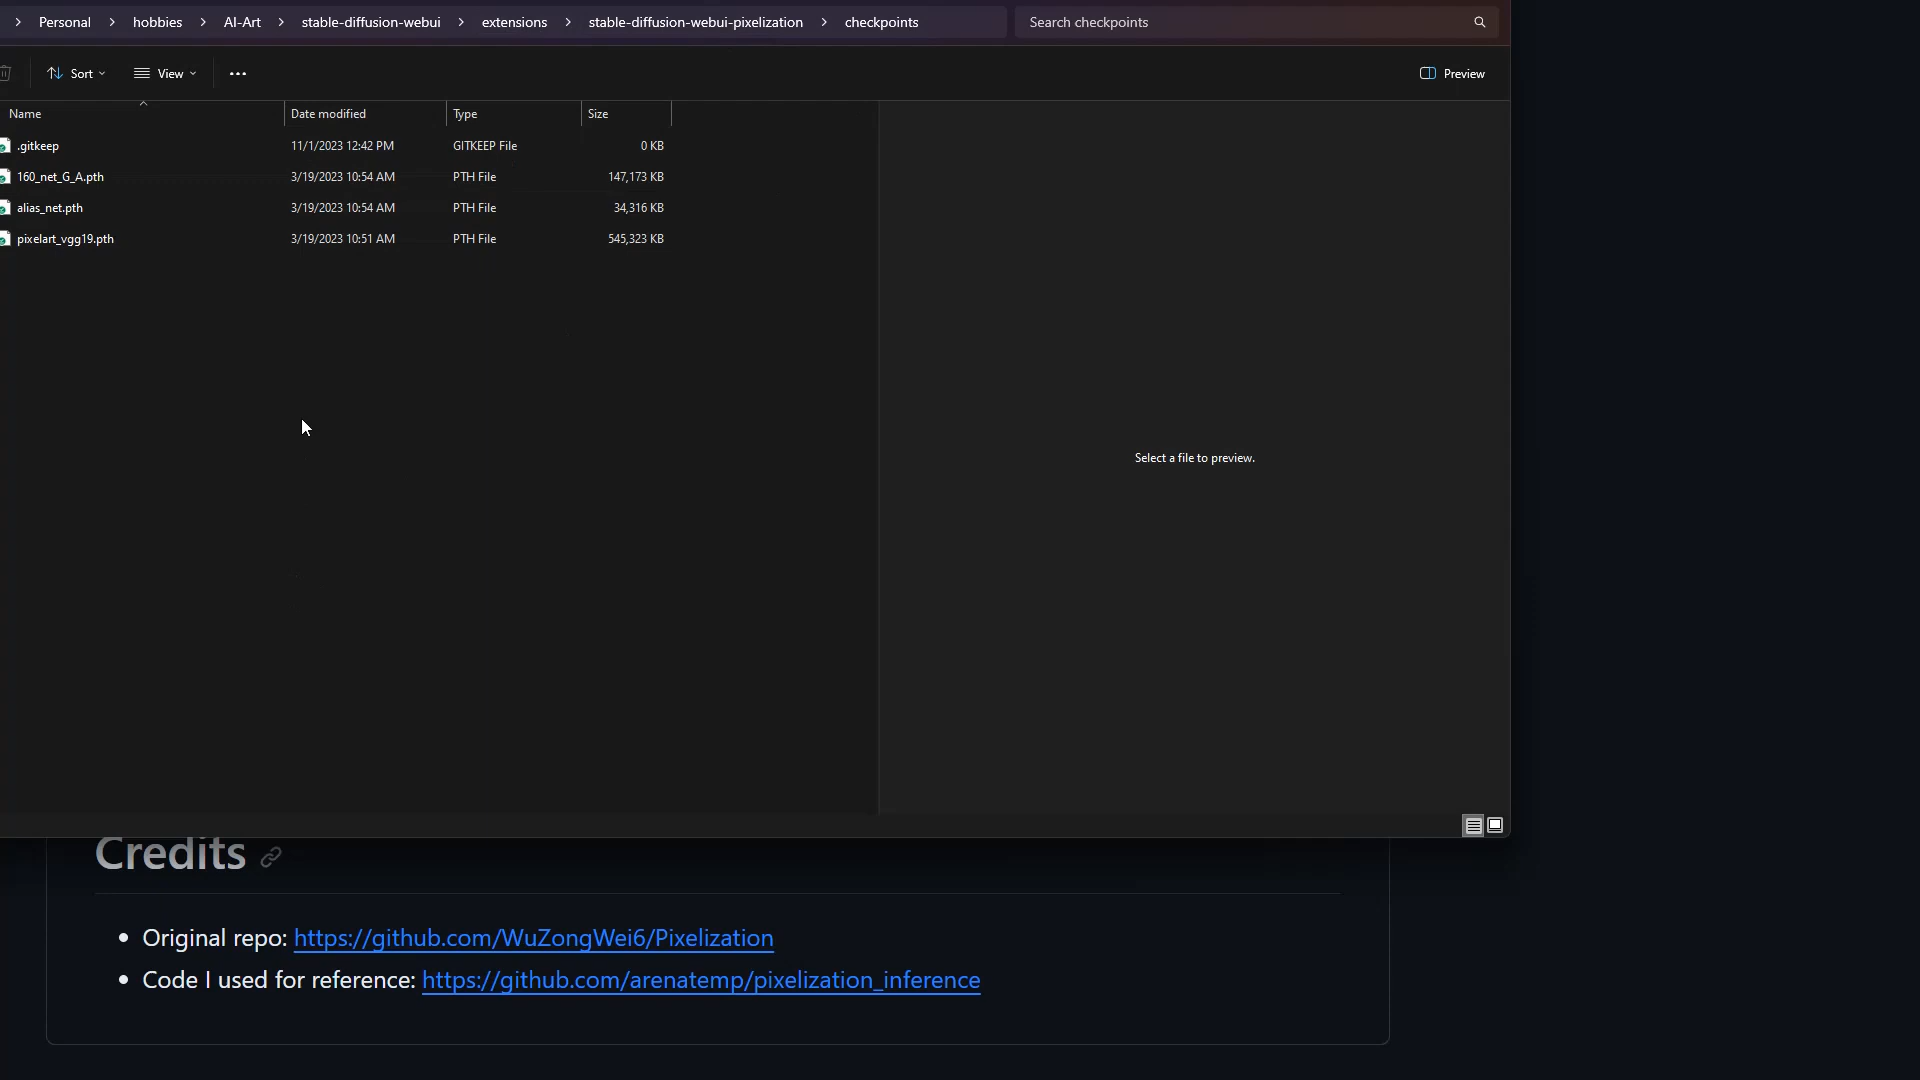 Personal > hobbies > AI-Art > stable-diffusion-webui > extensions > stable-diffusion-webui-pixelization > checkpoints
Search checkpoints
Sort
View
Preview
Name Date modified Type Size
.gitkeep 11/1/2023 12:42 PM GITKEEP File 0 KB
160_net_G_A.pth 3/19/2023 10:54 AM PTH File 147,173 KB
alias_net.pth 3/19/2023 10:54 AM PTH File 34,316 KB
pixelart_vgg19.pth 3/19/2023 10:51 AM PTH File 545,323 KB
Select a file to preview.
Credits
Original repo: https://github.com/WuZongWei6/Pixelization
Code I used for reference: https://github.com/arenatemp/pixelization_inference